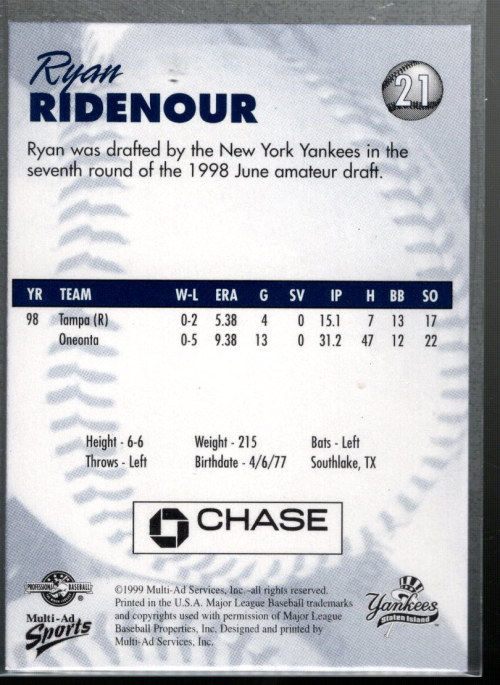 Ryan
RIDENOUR
21
Ryan was drafted by the New York Yankees in the
seventh round of the 1998 June amateur draft.
YR TEAM W-L ERA G SV IP H BB SO
98 Tampa (R) 0-2 5.38 4 0 15.1 7 13 17
Oneonta 0-5 9.38 13 0 31.2 47 12 22
Height - 6-6 Weight - 215 Bats - Left
Throws - Left Birthdate - 4/6/77 Southlake, TX
CHASE
PROFESSIONAL BASEBALL
Multi-Ad
Sports
©1999 Multi-Ad Services, Inc.-all rights reserved.
Printed in the U.S.A. Major League Baseball trademarks
and copyrights used with permission of Major League
Baseball Properties, Inc. Designed and printed by
Multi-Ad Services, Inc.
Yankees
Staten Island